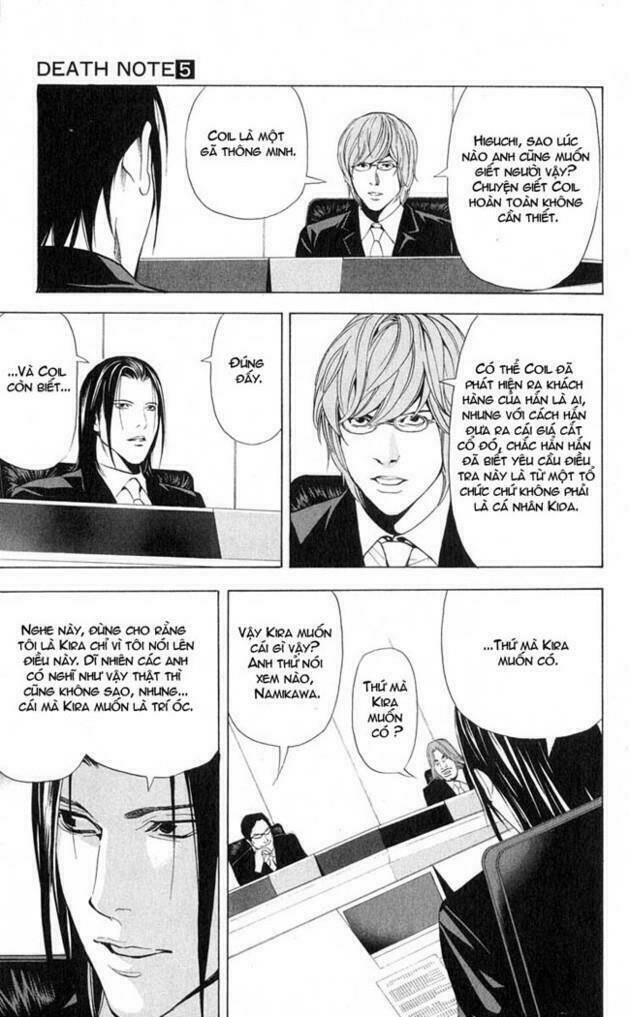 DEATH NOTE 5
HIGUCHI, SAO LÚC
NÀO ANH CŨNG MUỐN
GIẾT NGƯỜI VẬY?
CHUYỆN GIẾT COIL
HOÀN TOÀN KHÔNG
CẦN THIẾT.
COIL LÀ MỘT
GÃ THÔNG MINH.
CÓ THỂ COIL ĐÃ
PHÁT HIỆN RA KHÁCH
HÀNG CỦA HẮN LÀ AI,
NHƯNG VỚI CÁCH HẮN
ĐƯA RA CÁI GIÁ CẮT
CỔ ĐÓ, CHẮC HẲN HẮN
ĐÃ BIẾT YÊU CẦU ĐIỀU
TRA NÀY LÀ TỪ MỘT TỔ
CHỨC CHỨ KHÔNG PHẢI
LÀ CÁ NHÂN KIDA.
ĐÚNG
ĐẤY.
...VÀ COIL
CÒN BIẾT...
...THỨ MÀ KIRA
MUỐN CÓ.
THỨ MÀ
KIRA
MUỐN
CÓ ?
VẬY KIRA MUỐN
CÁI GÌ VẬY?
ANH THỬ NÓI
XEM NÀO,
NAMIKAWA.
NGHE NÀY, ĐỪNG CHO RẰNG
TÔI LÀ KIRA CHỈ VÌ TÔI NÓI LÊN
ĐIỀU NÀY. DĨ NHIÊN CÁC ANH
CÓ NGHĨ NHƯ VẬY THẬT THÌ
CŨNG KHÔNG SAO, NHƯNG...
CÁI MÀ KIRA MUỐN LÀ TRÍ ÓC.